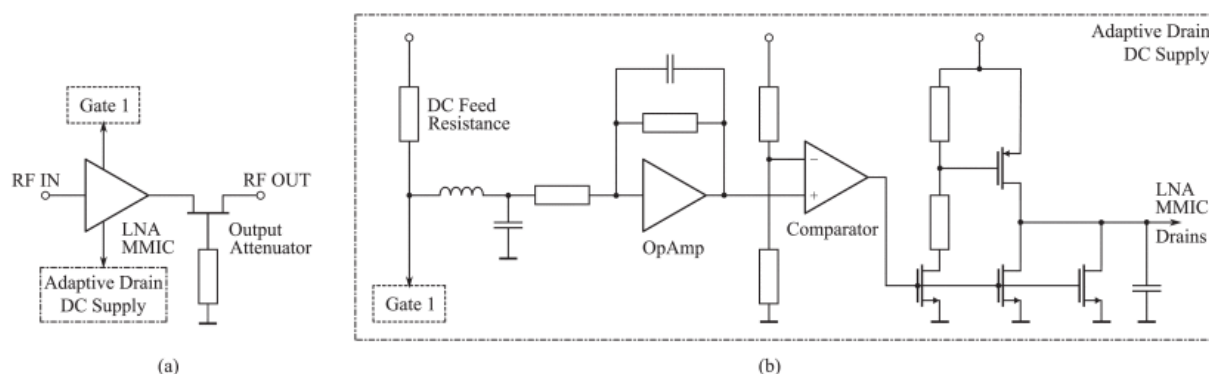 Gate 1
RF IN
RF OUT
LNA
MMIC
Output
Attenuator
Adaptive Drain
DC Supply
(a)
Adaptive Drain
DC Supply
DC Feed
Resistance
Gate 1
OpAmp
−
+
Comparator
LNA
MMIC
Drains
(b)